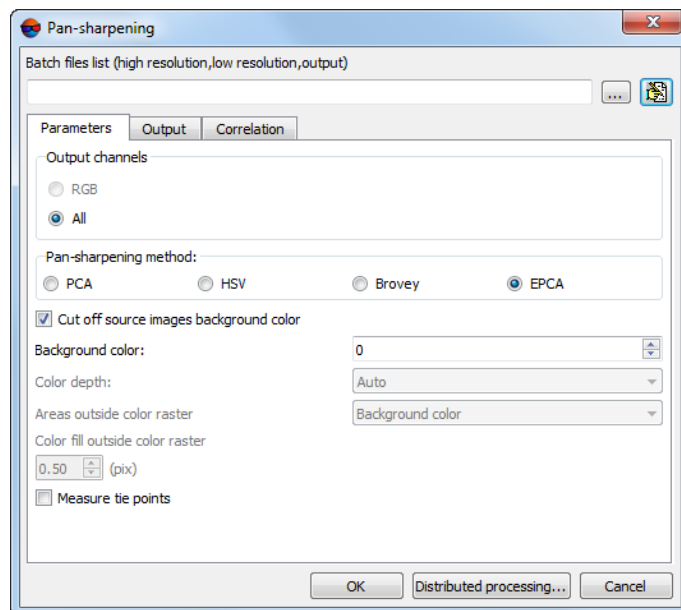 Pan-sharpening
Batch files list (high resolution,low resolution,output)
...
Parameters Output Correlation
Output channels
RGB
All
Pan-sharpening method:
PCA HSV Brovey EPCA
Cut off source images background color
Background color: 0
Color depth: Auto
Areas outside color raster Background color
Color fill outside color raster
0.50 (pix)
Measure tie points
OK Distributed processing... Cancel